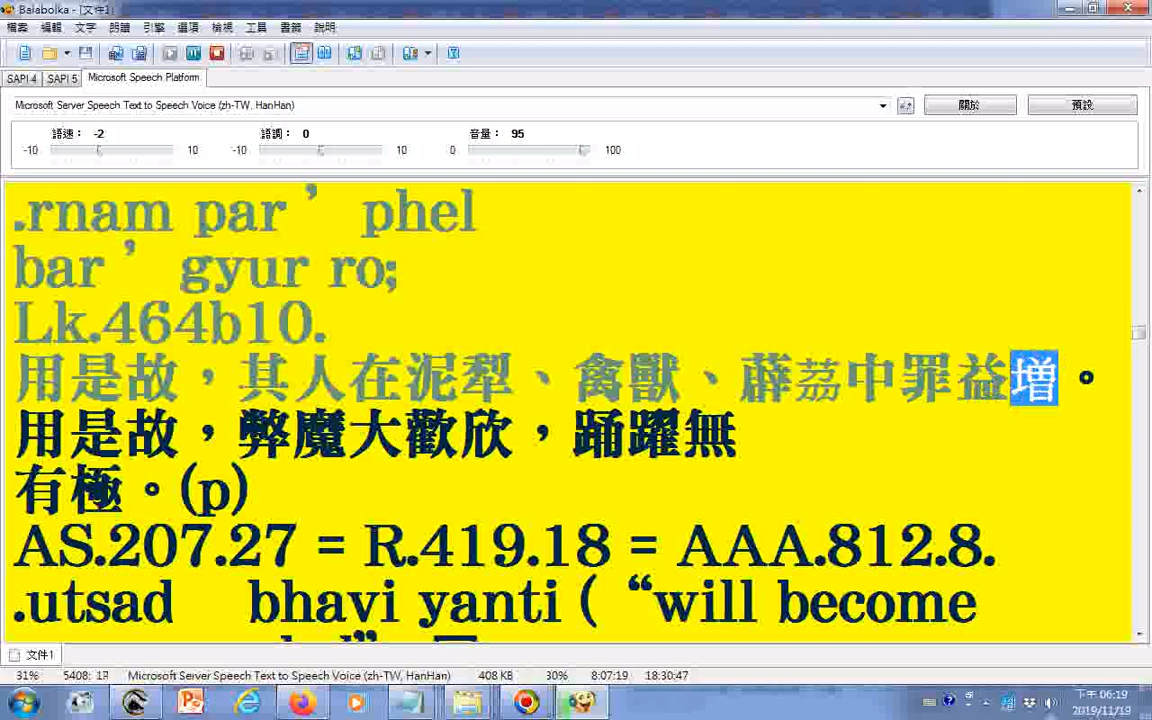 Balabolka - [文件1]
檔案 編輯 文字 朗讀 引擎 選項 檢視 工具 書籤 說明
SAPI 4 SAPI 5 Microsoft Speech Platform
Microsoft Server Speech Text to Speech Voice (zh-TW, HanHan) 關於 預設
語速： -2 語調： 0 音量： 95
-10 10 -10 10 0 100
.rnam par ’ phel
bar ’ gyur ro;
Lk.464b10.
用是故，其人在泥犁、禽獸、薜荔中罪益增。
用是故，弊魔大歡欣，踊躍無
有極。(p)
AS.207.27 = R.419.18 = AAA.812.8.
.utsad bhavi yanti ( “will become
文件1
31% 5408: 1 Microsoft Server Speech Text to Speech Voice (zh-TW, HanHan) 408 KB 30% 8:07:19 18:30:47
下午 06:19
2019/11/19